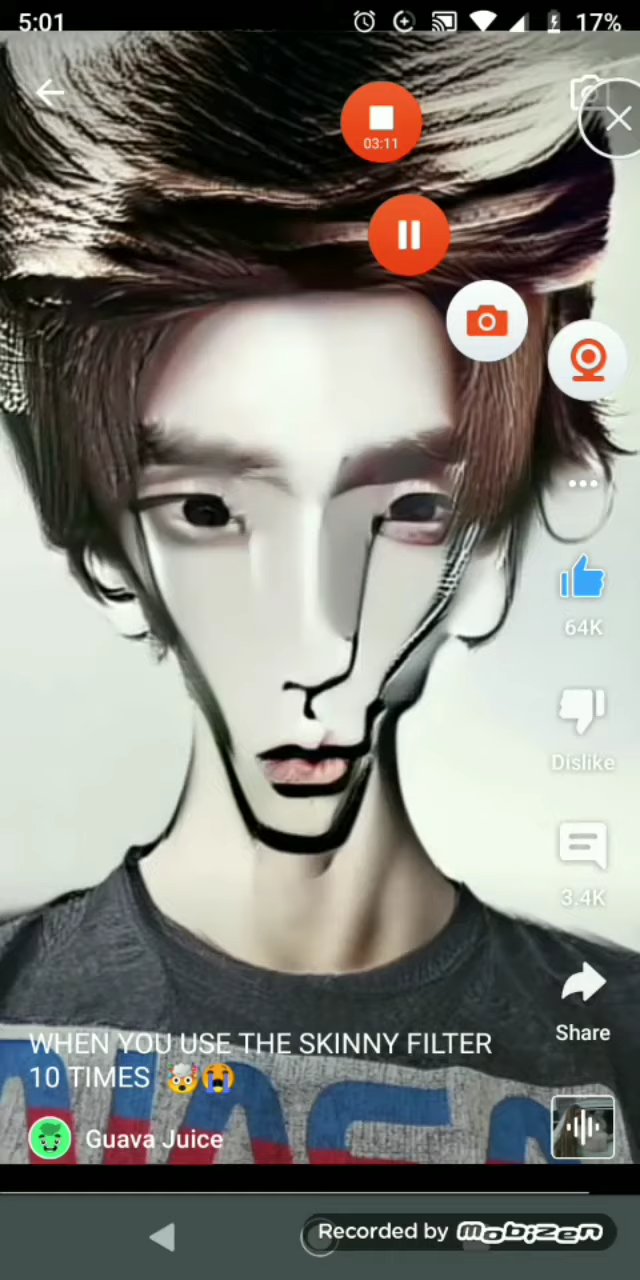 5:01
17%
03:11
64K
Dislike
3.4K
Share
WHEN YOU USE THE SKINNY FILTER
10 TIMES 🤯😭
Guava Juice
Recorded by mobizen